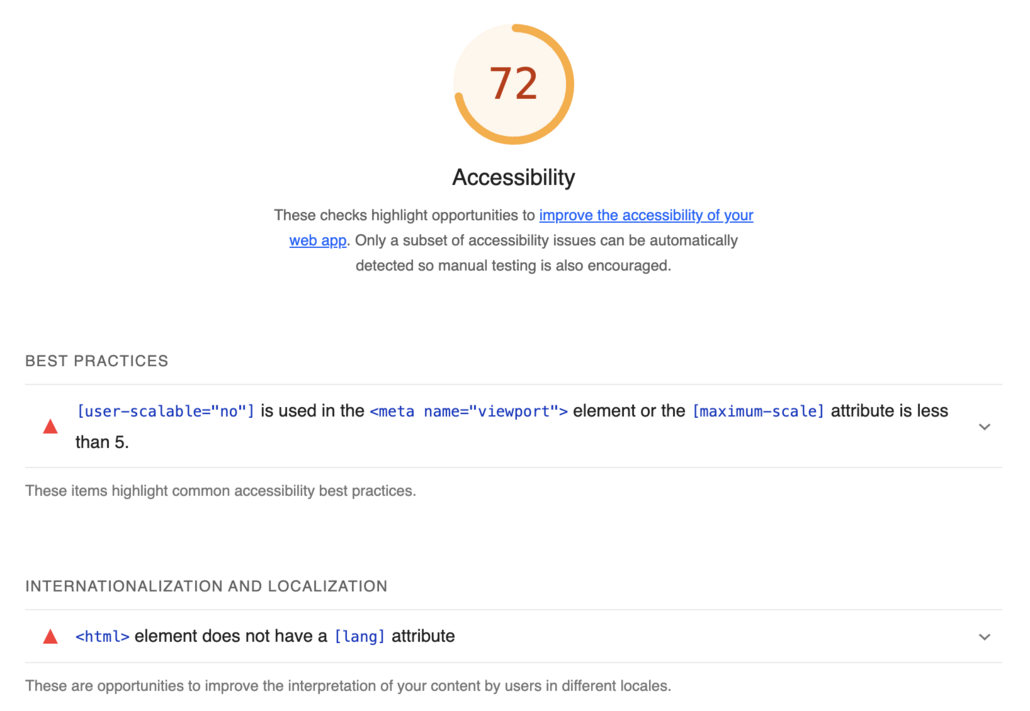 72
Accessibility
These checks highlight opportunities to improve the accessibility of your
web app. Only a subset of accessibility issues can be automatically
detected so manual testing is also encouraged.
BEST PRACTICES
[user-scalable="no"] is used in the <meta name="viewport"> element or the [maximum-scale] attribute is less
than 5.
These items highlight common accessibility best practices.
INTERNATIONALIZATION AND LOCALIZATION
<html> element does not have a [lang] attribute
These are opportunities to improve the interpretation of your content by users in different locales.